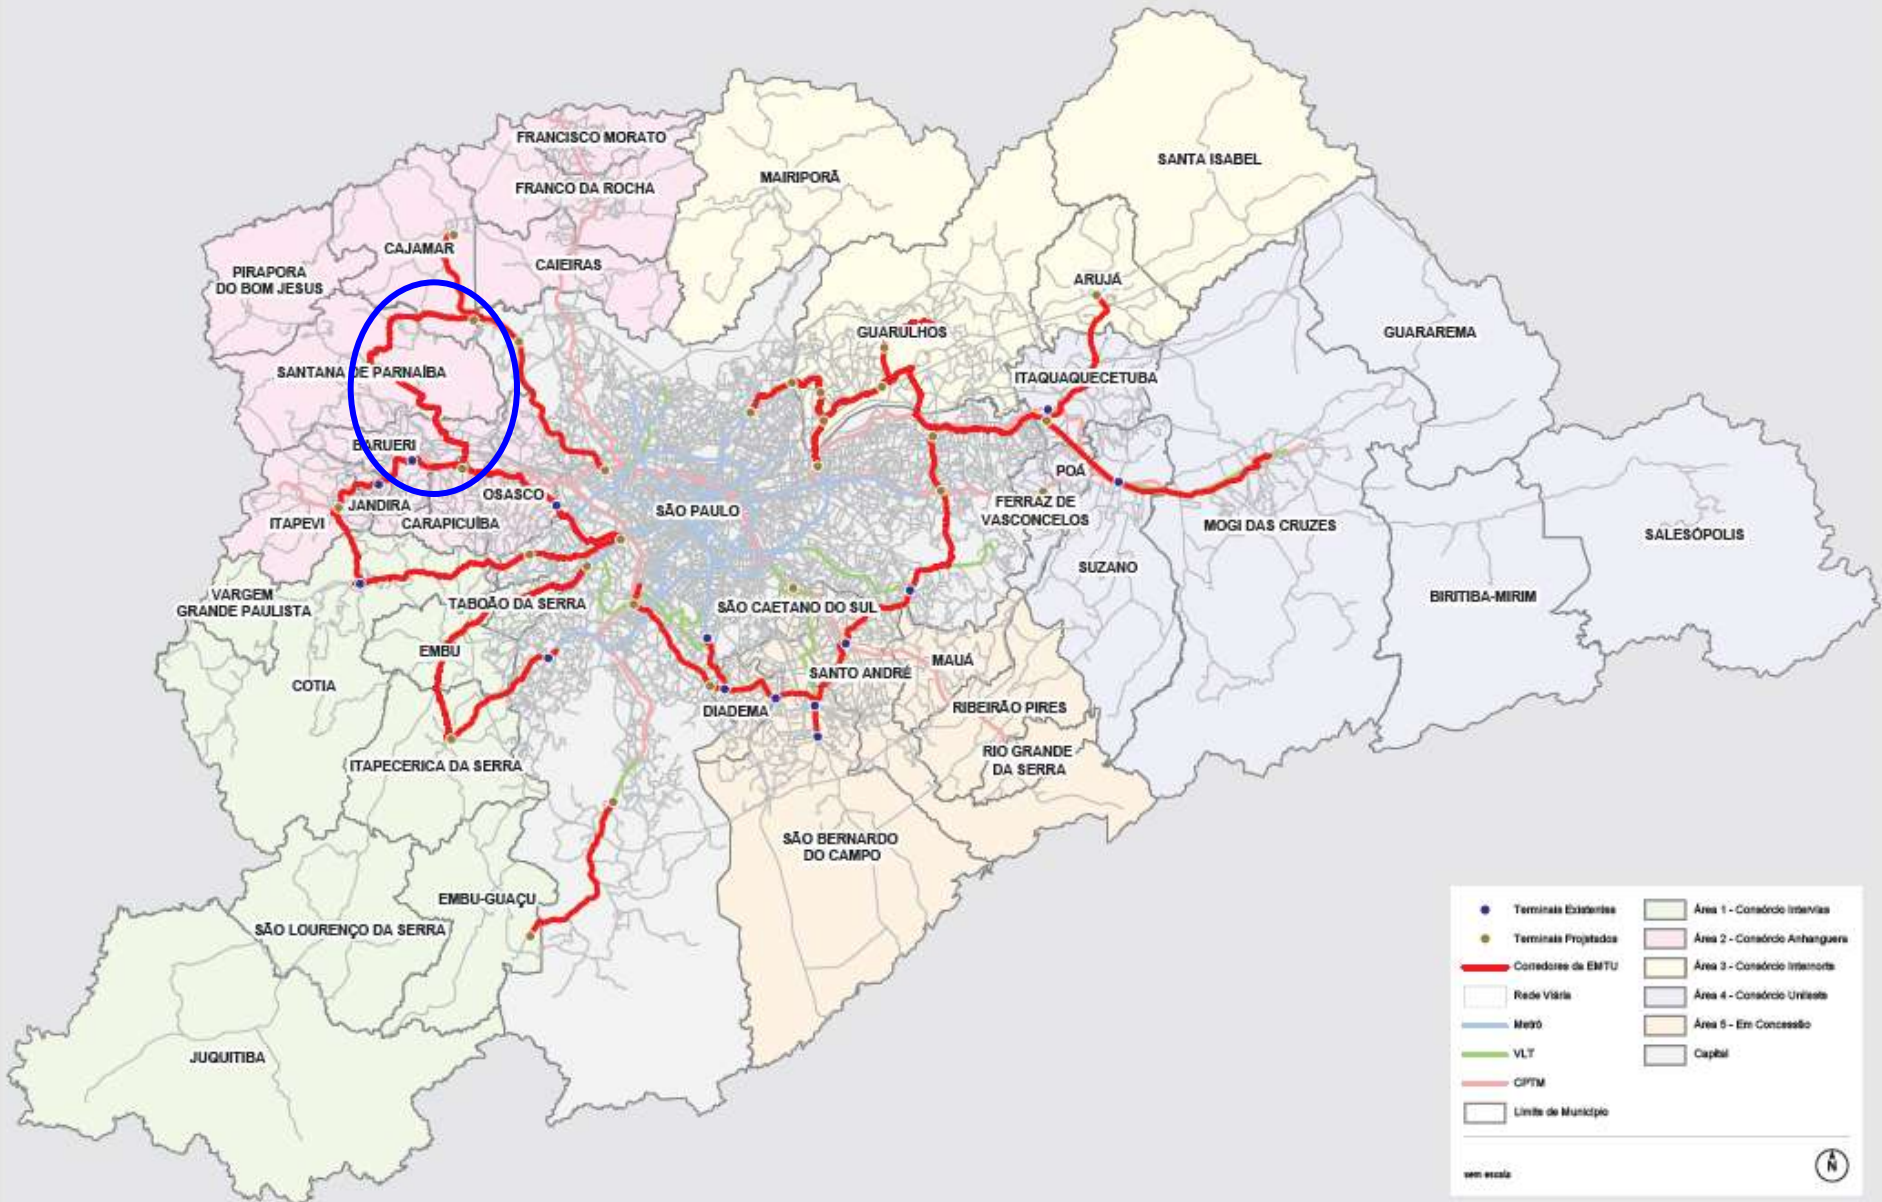 FRANCISCO MORATO
FRANCO DA ROCHA
MAIRIPORÃ
SANTA ISABEL
CAJAMAR
CAIEIRAS
PIRAPORA
DO BOM JESUS
ARUJÁ
GUARULHOS
GUARAREMA
SANTANA DE PARNAÍBA
ITAQUAQUECETUBA
BARUERI
POÁ
JANDIRA
OSASCO
SÃO PAULO
FERRAZ DE
VASCONCELOS
ITAPEVI
CARAPICUÍBA
MOGI DAS CRUZES
SALESÓPOLIS
SUZANO
VARGEM
GRANDE PAULISTA
TABOÃO DA SERRA
SÃO CAETANO DO SUL
BIRITIBA-MIRIM
EMBU
COTIA
SANTO ANDRÉ
MAUÁ
DIADEMA
RIBEIRÃO PIRES
ITAPECERICA DA SERRA
RIO GRANDE
DA SERRA
SÃO BERNARDO
DO CAMPO
EMBU-GUAÇU
SÃO LOURENÇO DA SERRA
JUQUITIBA
Terminais Existentes
Terminais Projetados
Corredores da EMTU
Rede Viária
Metrô
VLT
CPTM
Limite de Município
Área 1 - Consórcio Intervias
Área 2 - Consórcio Anhanguera
Área 3 - Consórcio Internorte
Área 4 - Consórcio Unileste
Área 5 - Em Concessão
Capital
sem escala
N